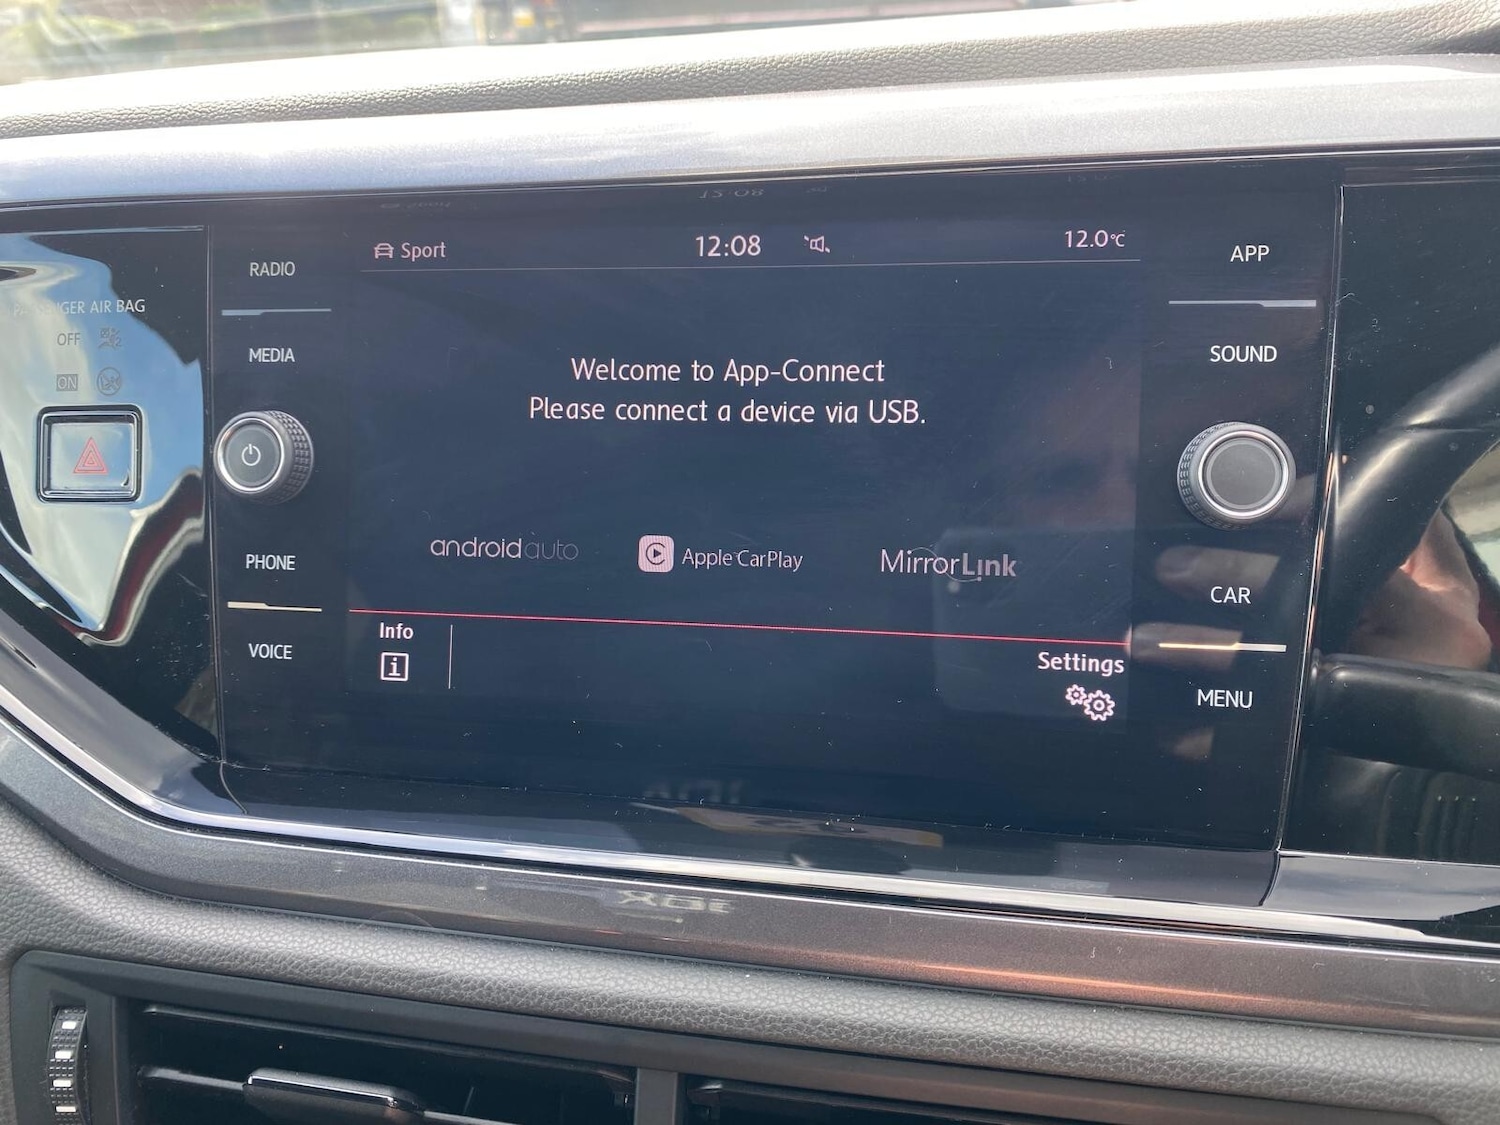 Sport
12:08
12.0°C
RADIO
APP
PASSENGER AIR BAG
OFF
ON
MEDIA
SOUND
Welcome to App-Connect
Please connect a device via USB.
androidauto
Apple CarPlay
MirrorLink
PHONE
CAR
VOICE
MENU
Info
i
Settings